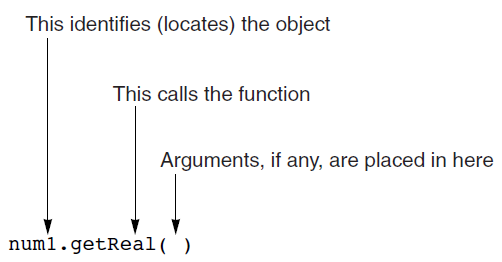 This identifies (locates) the object
This calls the function
Arguments, if any, are placed in here
num1.getReal( )